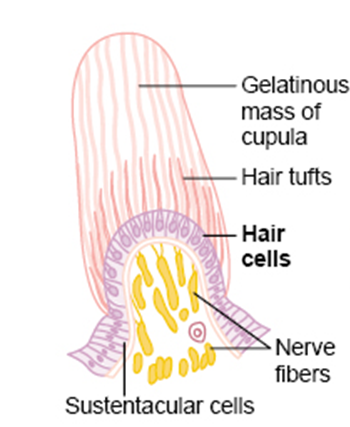 Gelatinous
mass of
cupula
Hair tufts
Hair
cells
Nerve
fibers
Sustentacular cells